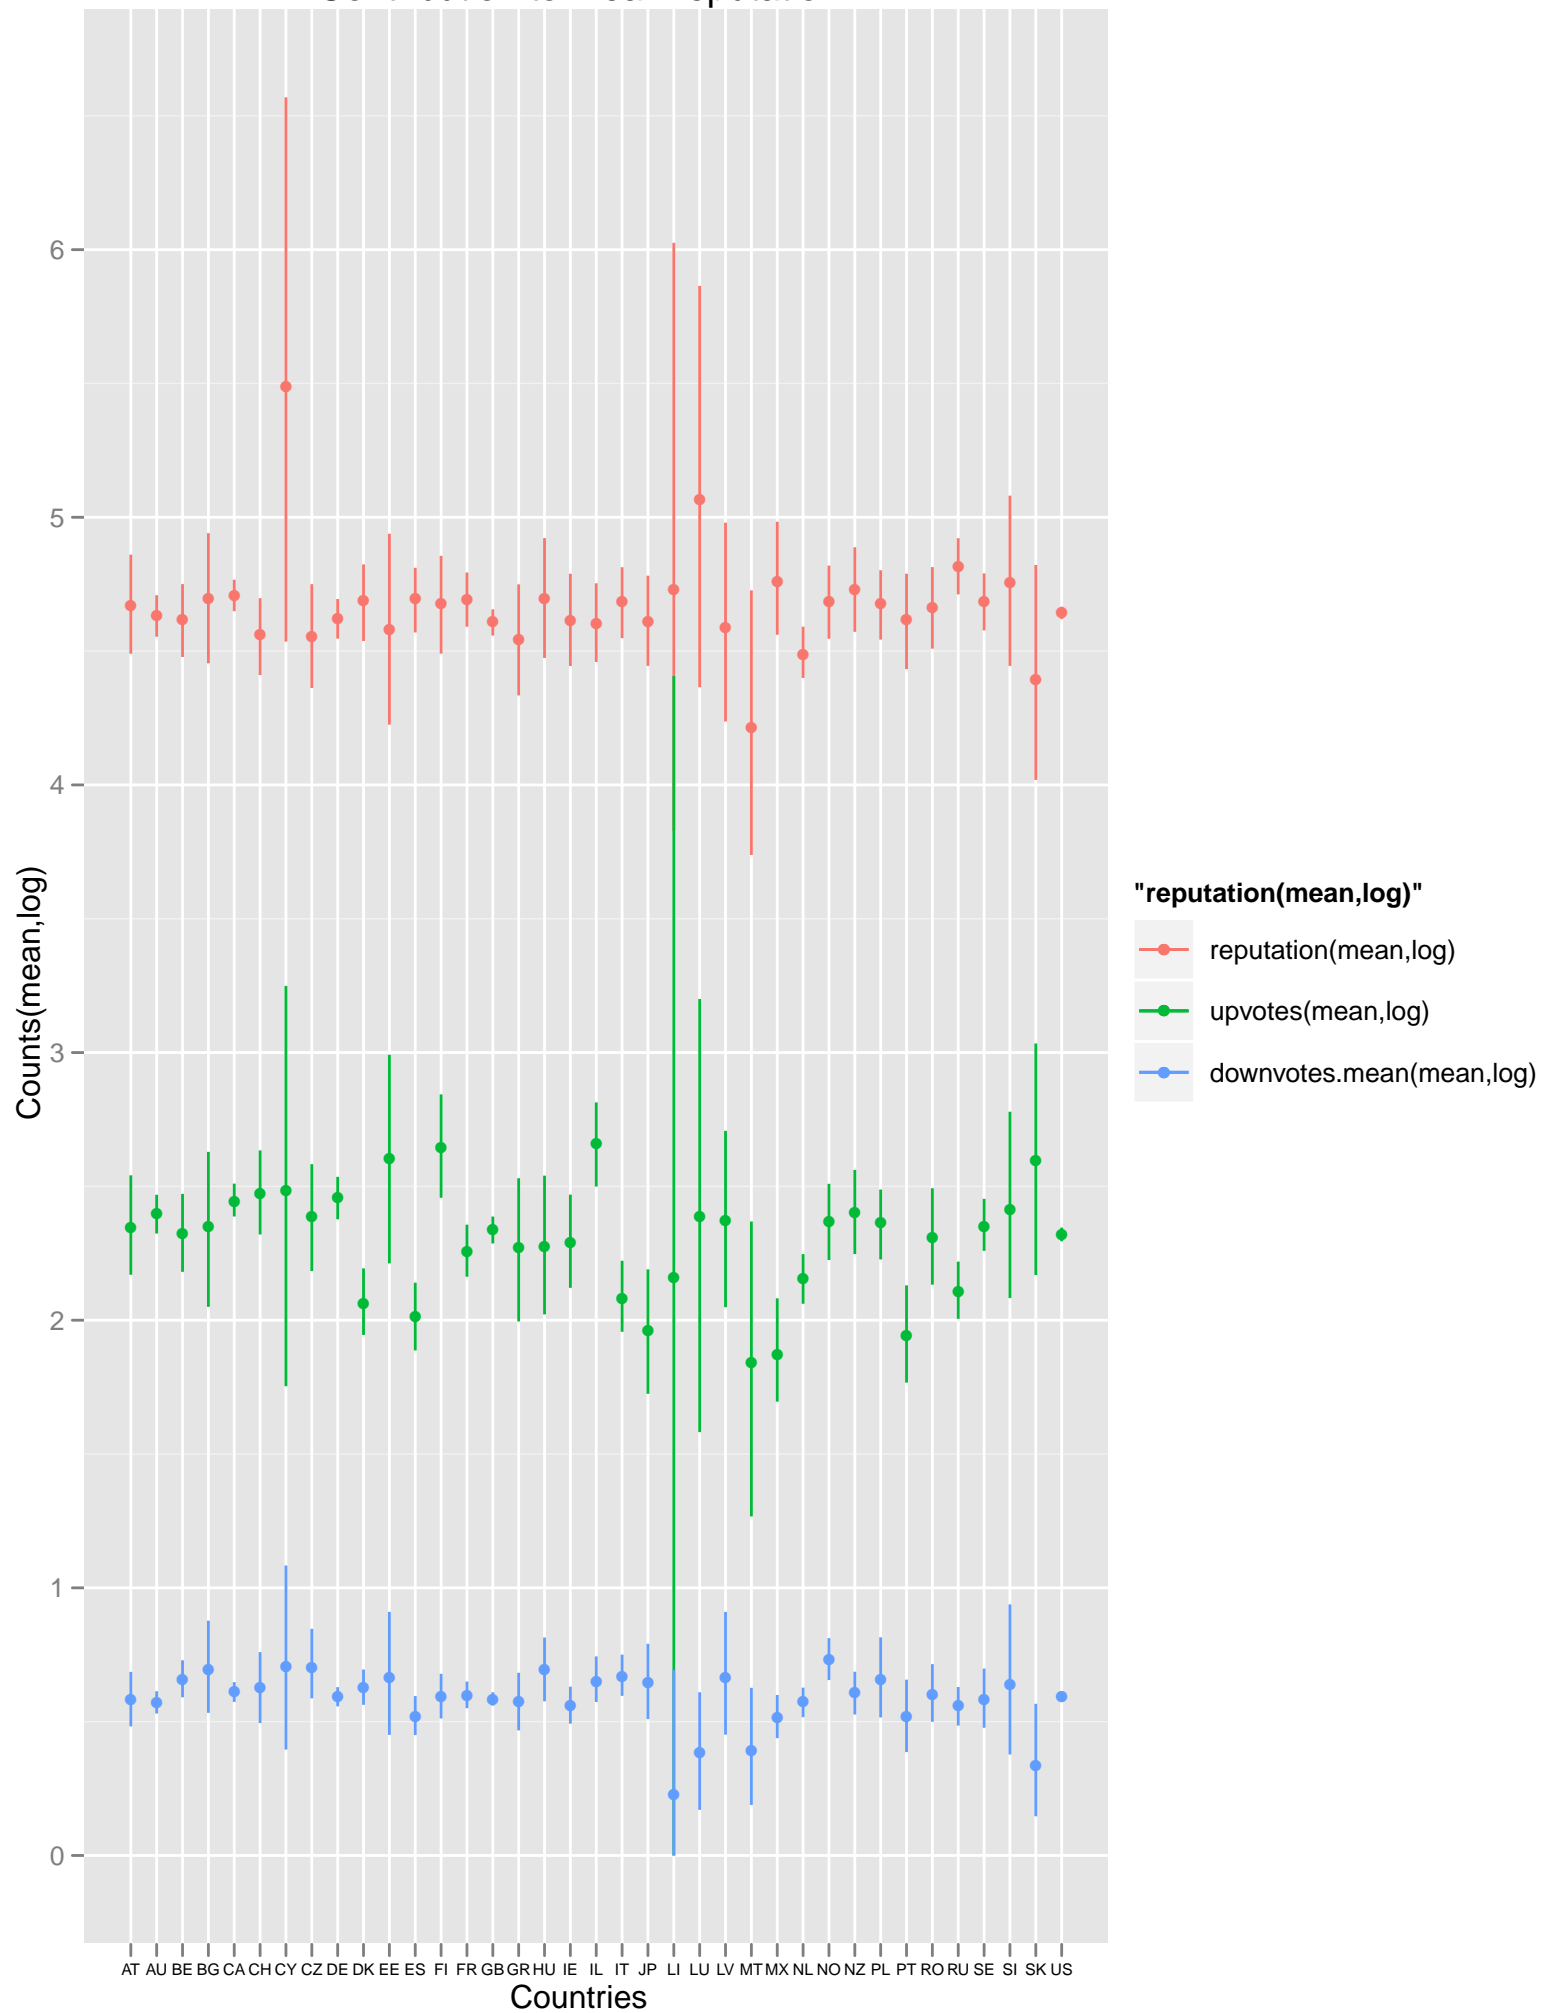 6
5
4
3
2
1
0
Counts(mean,log)
AT AU BE BG CA CH CY CZ DE DK EE ES FI FR GB GR HU IE IL IT JP LI LU LV MT MX NL NO NZ PL PT RO RU SE SI SK US
Countries
"reputation(mean,log)"
reputation(mean,log)
upvotes(mean,log)
downvotes.mean(mean,log)